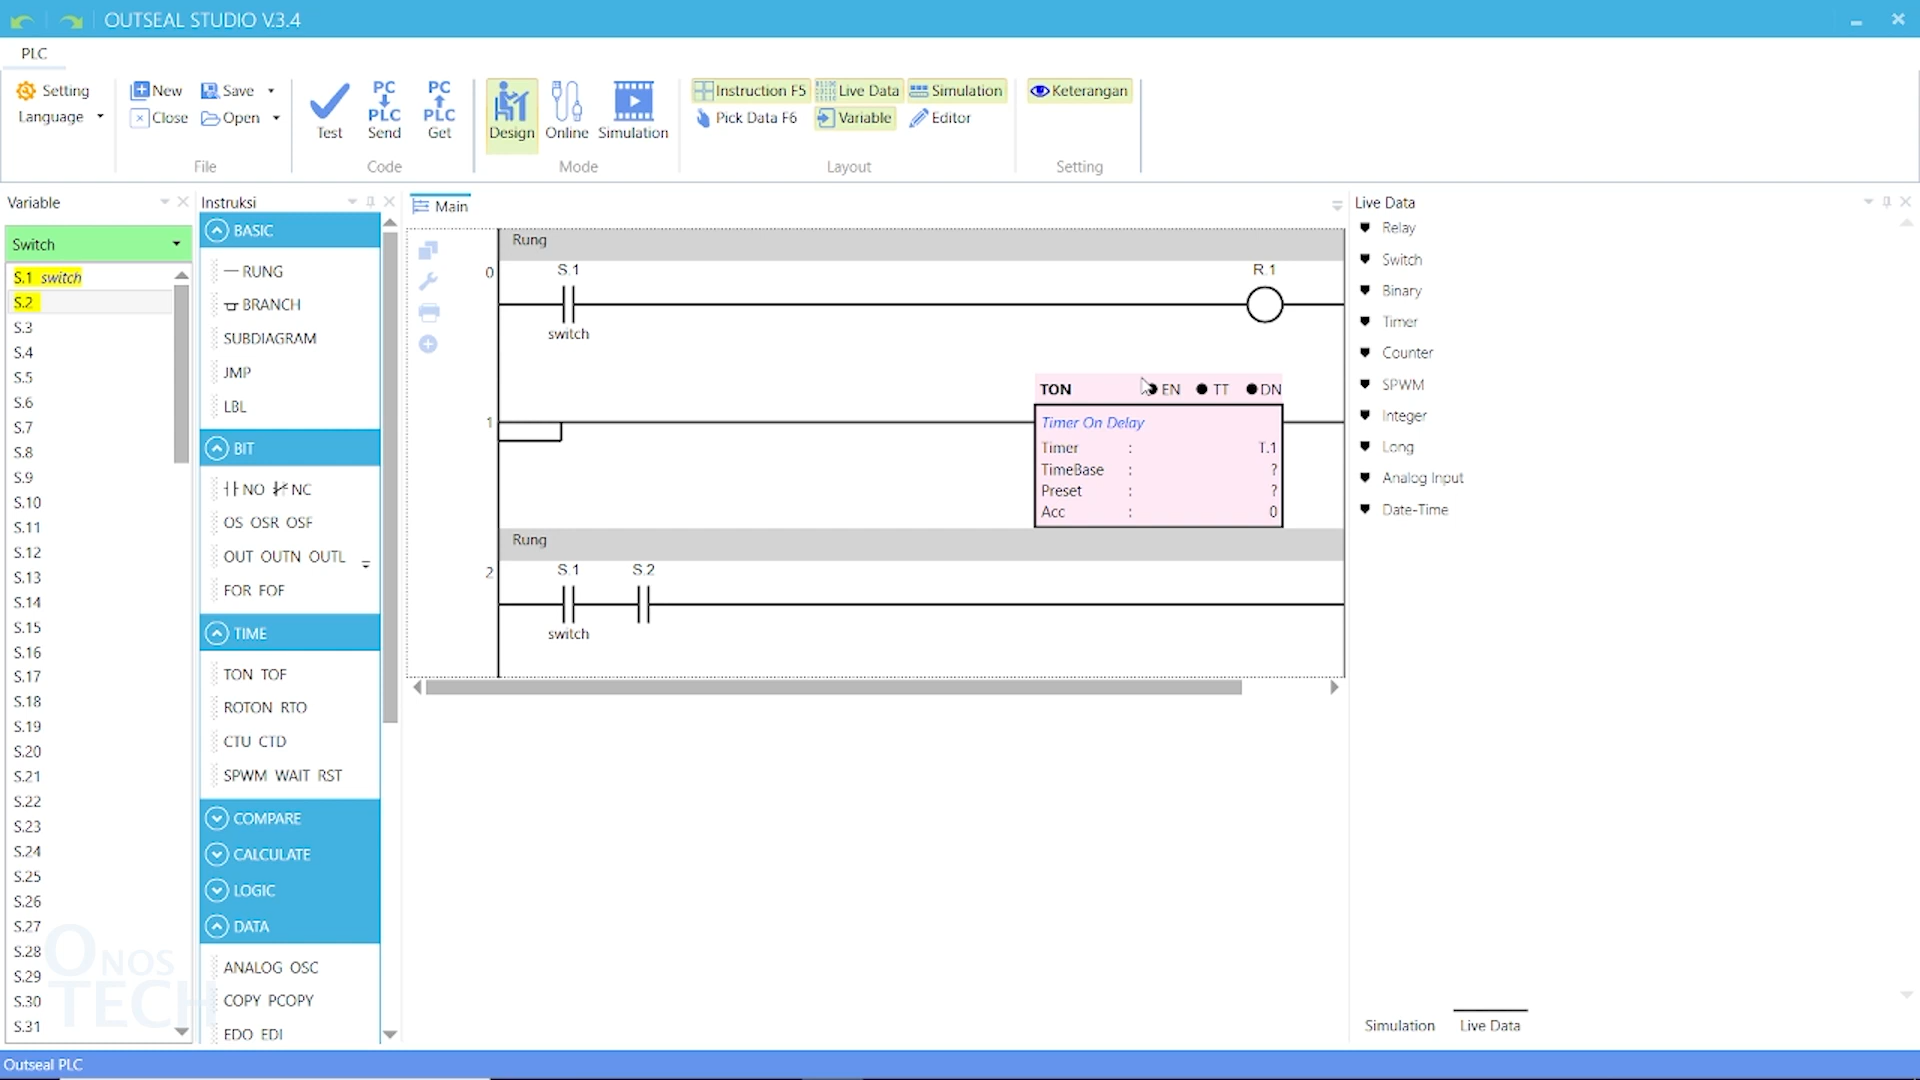 OUTSEAL STUDIO V.3.4
PLC
Setting
Language
New
Save
Close
Open
File
Test
PC PLC Send
PC PLC Get
Code
Design
Online
Simulation
Mode
Instruction F5
Live Data
Simulation
Pick Data F6
Variable
Editor
Layout
Keterangan
Setting
Variable
Switch
S.1 switch
S.2
S.3
S.4
S.5
S.6
S.7
S.8
S.9
S.10
S.11
S.12
S.13
S.14
S.15
S.16
S.17
S.18
S.19
S.20
S.21
S.22
S.23
S.24
S.25
S.26
S.27
S.28
S.29
S.30
S.31
ONOS
TECH
Instruksi
BASIC
RUNG
BRANCH
SUBDIAGRAM
JMP
LBL
BIT
NO NC
OS OSR OSF
OUT OUTN OUTL
FOR FOF
TIME
TON TOF
ROTON RTO
CTU CTD
SPWM WAIT RST
COMPARE
CALCULATE
LOGIC
DATA
ANALOG OSC
COPY PCOPY
EDO EDI
Main
Rung
0
S.1
switch
R.1
1
TON EN TT DN
Timer On Delay
Timer : T.1
TimeBase : ?
Preset : ?
Acc : 0
Rung
2
S.1 S.2
switch
Live Data
Relay
Switch
Binary
Timer
Counter
SPWM
Integer
Long
Analog Input
Date-Time
Simulation
Live Data
Outseal PLC